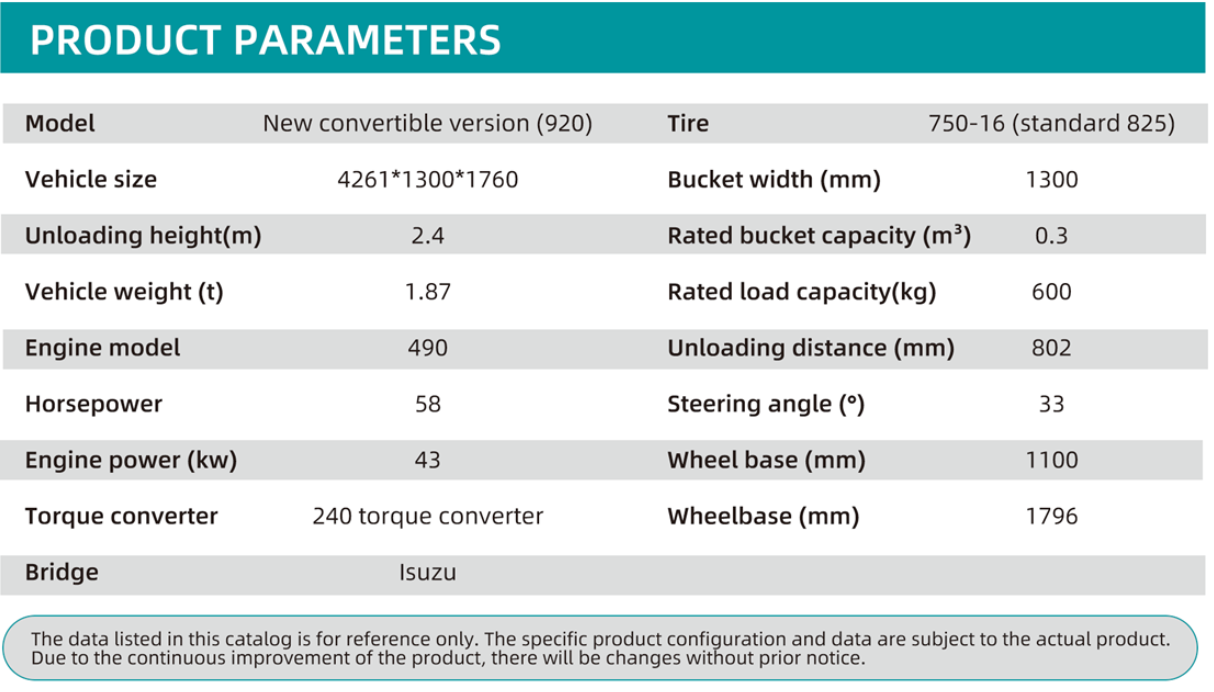 PRODUCT PARAMETERS
Model New convertible version (920) Tire 750-16 (standard 825)
Vehicle size 4261*1300*1760 Bucket width (mm) 1300
Unloading height(m) 2.4 Rated bucket capacity (m³) 0.3
Vehicle weight (t) 1.87 Rated load capacity(kg) 600
Engine model 490 Unloading distance (mm) 802
Horsepower 58 Steering angle (°) 33
Engine power (kw) 43 Wheel base (mm) 1100
Torque converter 240 torque converter Wheelbase (mm) 1796
Bridge Isuzu
The data listed in this catalog is for reference only. The specific product configuration and data are subject to the actual product.
Due to the continuous improvement of the product, there will be changes without prior notice.